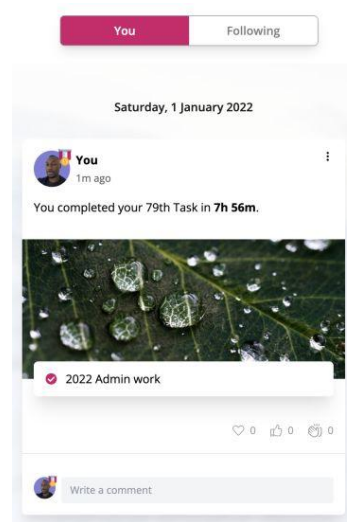 You Following
Saturday, 1 January 2022
You
1m ago
You completed your 79th Task in 7h 56m.
2022 Admin work
0 0 0
Write a comment